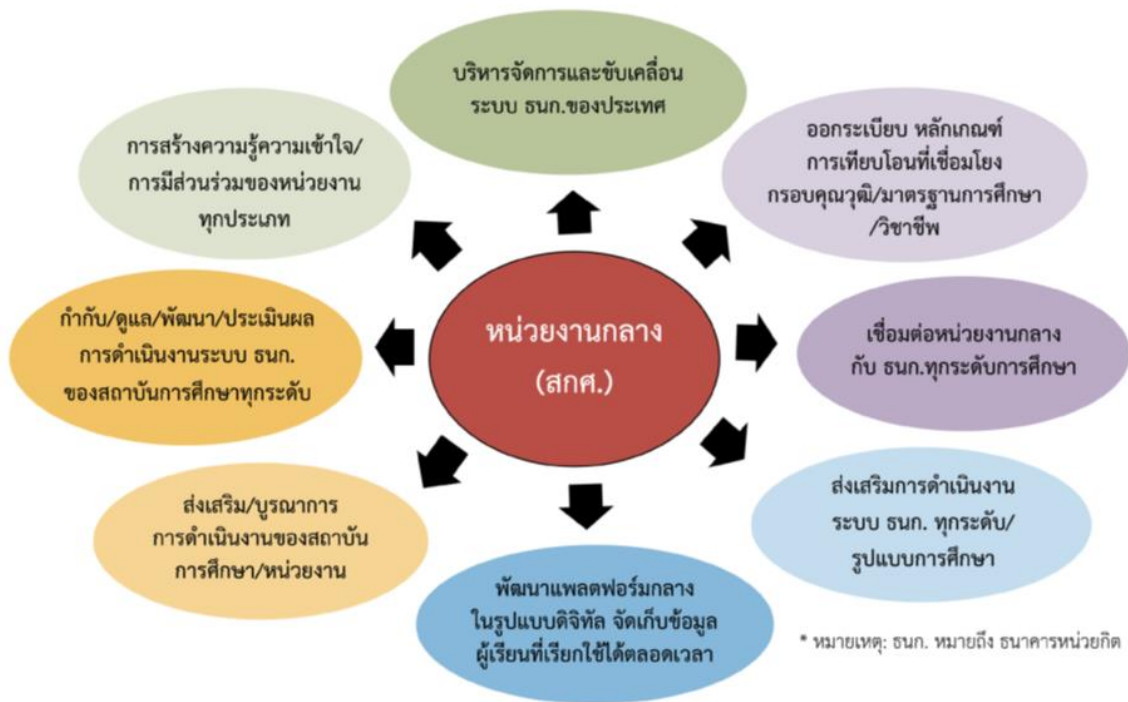 บริหารจัดการและขับเคลื่อน
ระบบ ธนก.ของประเทศ
ออกระเบียบ หลักเกณฑ์
การเทียบโอนที่เชื่อมโยง
กรอบคุณวุฒิ/มาตรฐานการศึกษา
/วิชาชีพ
เชื่อมต่อหน่วยงานกลาง
กับ ธนก.ทุกระดับการศึกษา
ส่งเสริมการดำเนินงาน
ระบบ ธนก. ทุกระดับ/
รูปแบบการศึกษา
พัฒนาแพลตฟอร์มกลาง
ในรูปแบบดิจิทัล จัดเก็บข้อมูล
ผู้เรียนที่เรียกใช้ได้ตลอดเวลา
ส่งเสริม/บูรณาการ
การดำเนินงานของสถาบัน
การศึกษา/หน่วยงาน
กำกับ/ดูแล/พัฒนา/ประเมินผล
การดำเนินงานระบบ ธนก.
ของสถาบันการศึกษาทุกระดับ
การสร้างความรู้ความเข้าใจ/
การมีส่วนร่วมของหน่วยงาน
ทุกประเภท
หน่วยงานกลาง
(สกศ.)
* หมายเหตุ: ธนก. หมายถึง ธนาคารหน่วยกิต